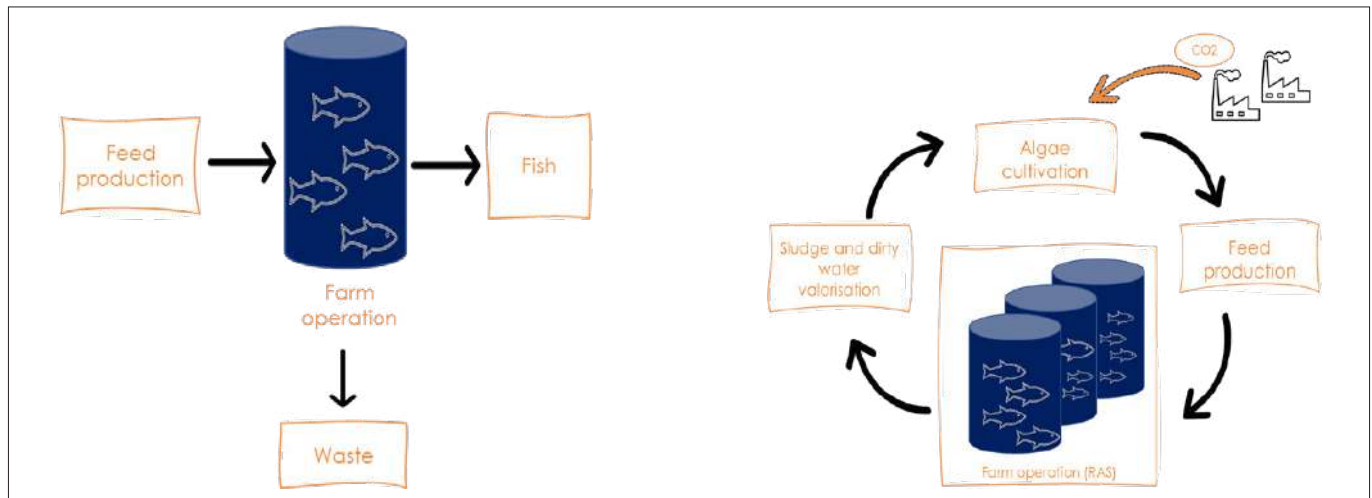 Feed
production
Fish
Farm
operation
Waste
CO2
Algae
cultivation
Feed
production
Sludge and dirty
water
valorisation
Farm operation (RAS)